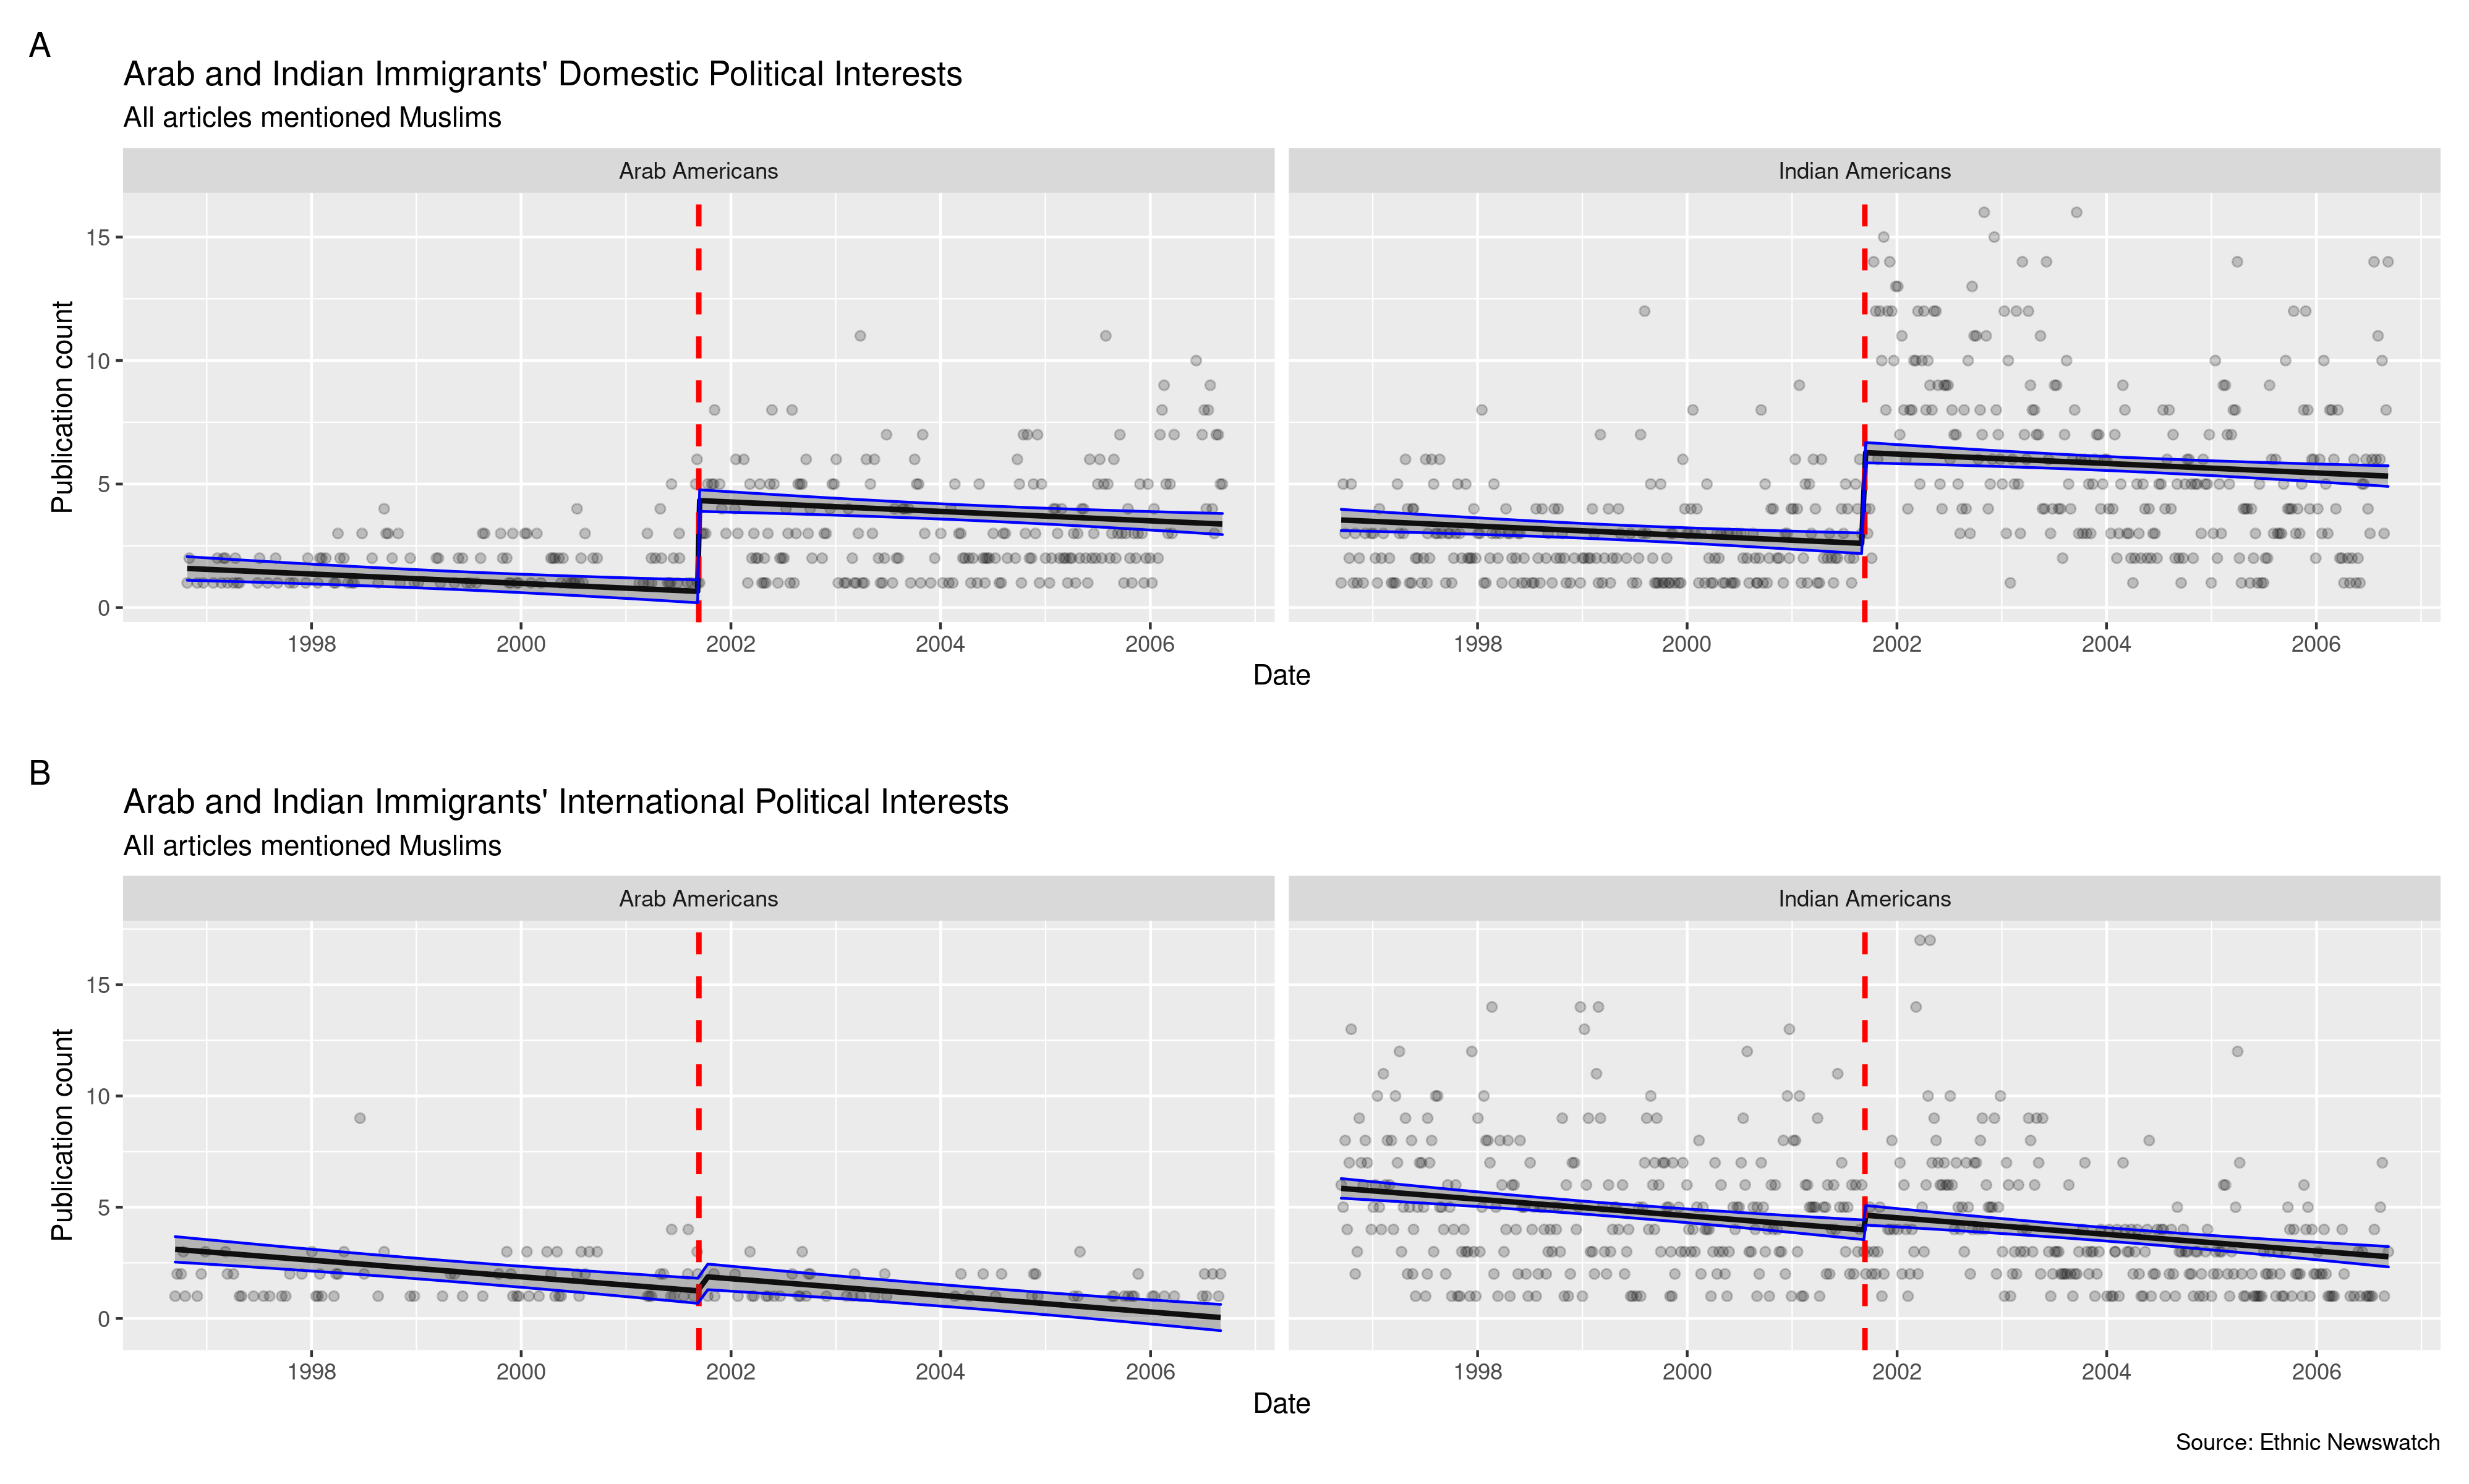 A
Arab and Indian Immigrants' Domestic Political Interests
All articles mentioned Muslims
Arab Americans
Indian Americans
Publication count
15
10
5
0
1998
2000
2002
2004
2006
1998
2000
2002
2004
2006
Date
B
Arab and Indian Immigrants' International Political Interests
All articles mentioned Muslims
Arab Americans
Indian Americans
Publication count
15
10
5
0
1998
2000
2002
2004
2006
1998
2000
2002
2004
2006
Date
Source: Ethnic Newswatch